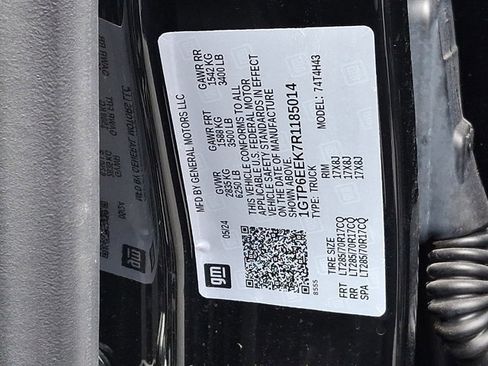 MFD BY GENERAL MOTORS LLC
05/24
GVWR
2835 KG
6250 LB
GAWR FRT
1588 KG
3500 LB
GAWR RR
1542 KG
3400 LB
THIS VEHICLE CONFORMS TO ALL
APPLICABLE U.S. FEDERAL MOTOR
VEHICLE SAFETY STANDARDS IN EFFECT
ON THE DATE OF MANUFACTURE
SHOWN ABOVE.
1GTP6EEK7R1185014
TYPE: TRUCK
MODEL: 74T4H43
gm
8555
TIRE SIZE RIM
FRT LT285/70R17CQ 17X8J
RR LT285/70R17CQ 17X8J
SPA LT285/70R17CQ 17X8J